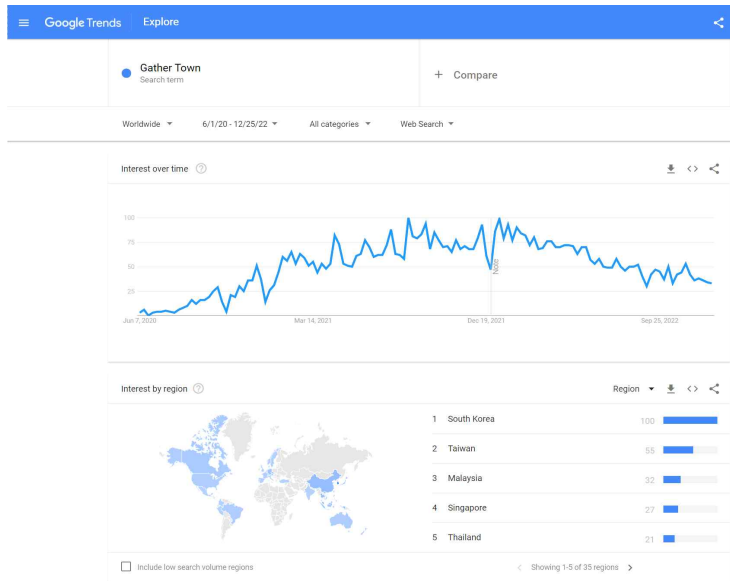 Google Trends Explore
Gather Town
Search term
+ Compare
Worldwide 6/1/20 - 12/25/22 All categories Web Search
Interest over time
100
75
50
25
Note
Jun 7, 2020 Mar 14, 2021 Dec 19, 2021 Sep 25, 2022
Interest by region Region
1 South Korea 100
2 Taiwan 55
3 Malaysia 32
4 Singapore 27
5 Thailand 21
Include low search volume regions Showing 1-5 of 35 regions